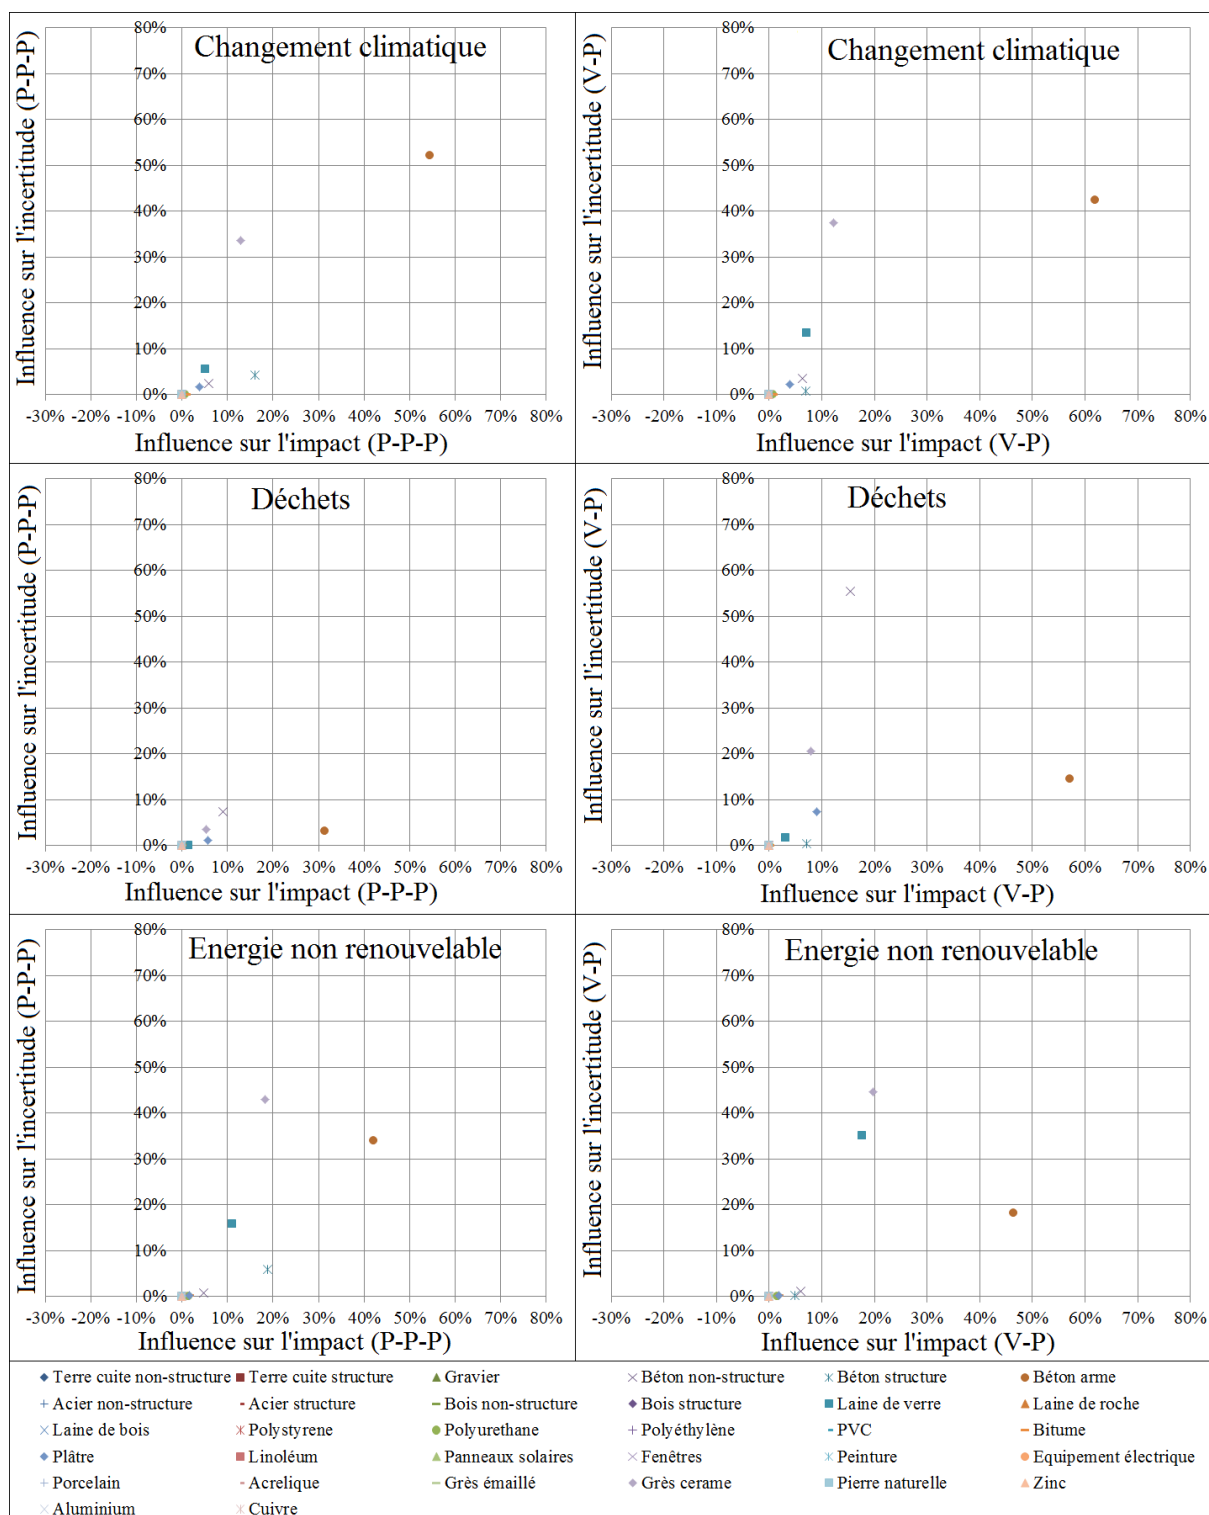 Changement climatique
Influence sur l'incertitude (P-P-P)
80%
70%
60%
50%
40%
30%
20%
10%
0%
-30% -20% -10% 0% 10% 20% 30% 40% 50% 60% 70% 80%
Influence sur l'impact (P-P-P)
Changement climatique
Influence sur l'incertitude (V-P)
80%
70%
60%
50%
40%
30%
20%
10%
0%
-30% -20% -10% 0% 10% 20% 30% 40% 50% 60% 70% 80%
Influence sur l'impact (V-P)
Déchets
Influence sur l'incertitude (P-P-P)
80%
70%
60%
50%
40%
30%
20%
10%
0%
-30% -20% -10% 0% 10% 20% 30% 40% 50% 60% 70% 80%
Influence sur l'impact (P-P-P)
Déchets
Influence sur l'incertitude (V-P)
80%
70%
60%
50%
40%
30%
20%
10%
0%
-30% -20% -10% 0% 10% 20% 30% 40% 50% 60% 70% 80%
Influence sur l'impact (V-P)
Energie non renouvelable
Influence sur l'incertitude (P-P-P)
80%
70%
60%
50%
40%
30%
20%
10%
0%
-30% -20% -10% 0% 10% 20% 30% 40% 50% 60% 70% 80%
Influence sur l'impact (P-P-P)
Energie non renouvelable
Influence sur l'incertitude (V-P)
80%
70%
60%
50%
40%
30%
20%
10%
0%
-30% -20% -10% 0% 10% 20% 30% 40% 50% 60% 70% 80%
Influence sur l'impact (V-P)
Terre cuite non-structure Terre cuite structure Gravier Béton non-structure Béton structure Béton arme
Acier non-structure Acier structure Bois non-structure Bois structure Laine de verre Laine de roche
Laine de bois Polystyrene Polyurethane Polyéthylène PVC Bitume
Plâtre Linoléum Panneaux solaires Fenêtres Peinture Equipement électrique
Porcelain Acrelique Grès émaillé Grès cerame Pierre naturelle Zinc
Aluminium Cuivre